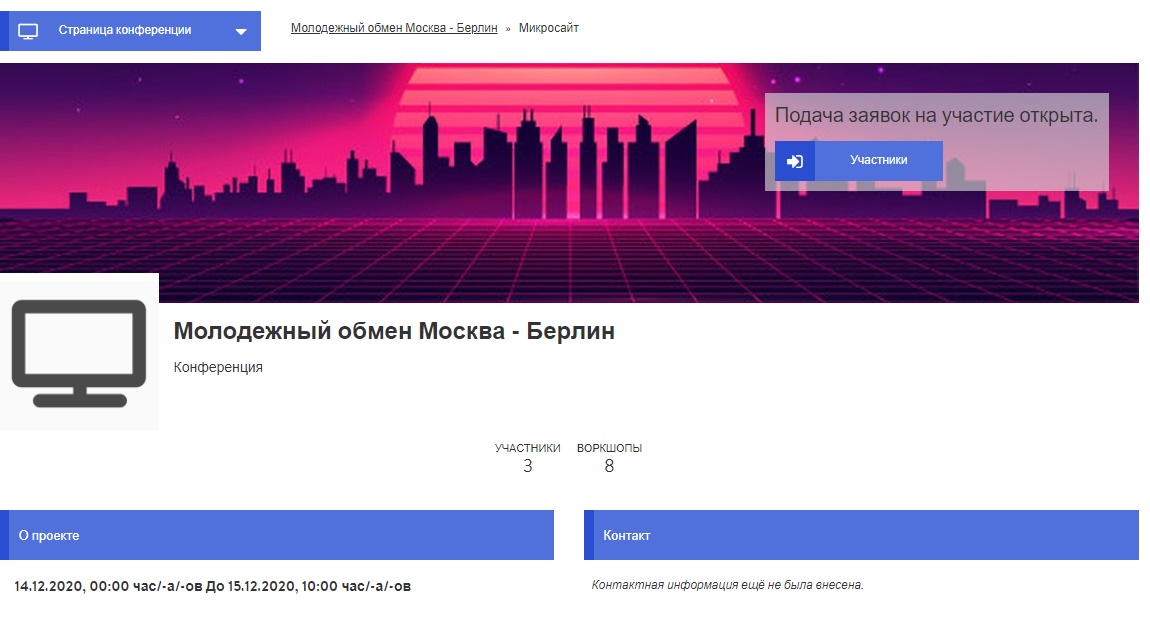 Страница конференции
Молодежный обмен Москва - Берлин » Микросайт
Подача заявок на участие открыта.
Участники
Молодежный обмен Москва - Берлин
Конференция
УЧАСТНИКИ ВОРКШОПЫ
3 8
О проекте
Контакт
14.12.2020, 00:00 час/-а/-ов До 15.12.2020, 10:00 час/-а/-ов
Контактная информация ещё не была внесена.